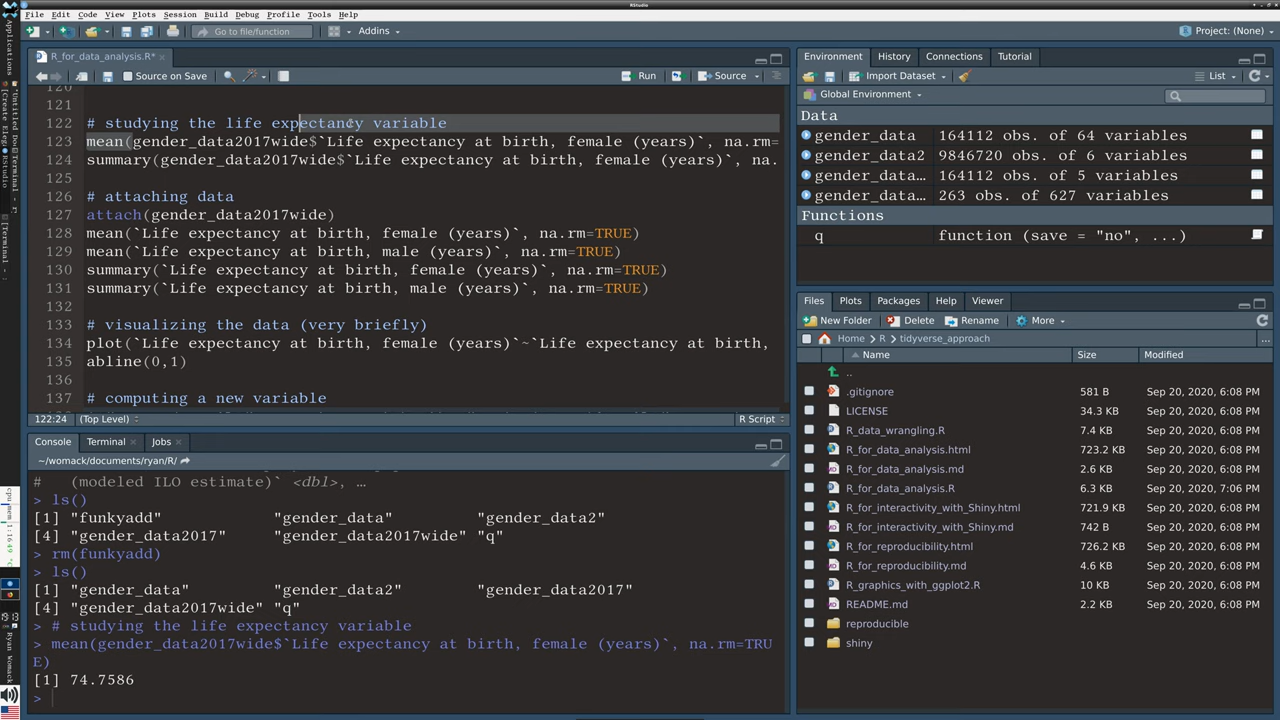 RStudio
File Edit Code View Plots Session Build Debug Profile Tools Help
Go to file/function Addins Project: (None)
R_for_data_analysis.R*
Source on Save Run Source
120
121
122 # studying the life expectancy variable
123 mean(gender_data2017wide$`Life expectancy at birth, female (years)`, na.rm=
124 summary(gender_data2017wide$`Life expectancy at birth, female (years)`, na.
125
126 # attaching data
127 attach(gender_data2017wide)
128 mean(`Life expectancy at birth, female (years)`, na.rm=TRUE)
129 mean(`Life expectancy at birth, male (years)`, na.rm=TRUE)
130 summary(`Life expectancy at birth, female (years)`, na.rm=TRUE)
131 summary(`Life expectancy at birth, male (years)`, na.rm=TRUE)
132
133 # visualizing the data (very briefly)
134 plot(`Life expectancy at birth, female (years)`~`Life expectancy at birth,
135 abline(0,1)
136
137 # computing a new variable
122:24 (Top Level) R Script
Console Terminal Jobs
~/womack/documents/ryan/R/
# (modeled ILO estimate)` <dbl>, …
> ls()
[1] "funkyadd" "gender_data" "gender_data2"
[4] "gender_data2017" "gender_data2017wide" "q"
> rm(funkyadd)
> ls()
[1] "gender_data" "gender_data2" "gender_data2017"
[4] "gender_data2017wide" "q"
> # studying the life expectancy variable
> mean(gender_data2017wide$`Life expectancy at birth, female (years)`, na.rm=TRU
E)
[1] 74.7586
>
Environment History Connections Tutorial
Import Dataset List
Global Environment
Data
gender_data 164112 obs. of 64 variables
gender_data2 9846720 obs. of 6 variables
gender_data… 164112 obs. of 5 variables
gender_data… 263 obs. of 627 variables
Functions
q function (save = "no", ...)
Files Plots Packages Help Viewer
New Folder Delete Rename More
Home R tidyverse_approach
Name Size Modified
..
.gitignore 581 B Sep 20, 2020, 6:08 PM
LICENSE 34.3 KB Sep 20, 2020, 6:08 PM
R_data_wrangling.R 7.4 KB Sep 20, 2020, 6:08 PM
R_for_data_analysis.html 723.2 KB Sep 20, 2020, 6:08 PM
R_for_data_analysis.md 2.6 KB Sep 20, 2020, 6:08 PM
R_for_data_analysis.R 6.3 KB Sep 20, 2020, 7:06 PM
R_for_interactivity_with_Shiny.html 721.9 KB Sep 20, 2020, 6:08 PM
R_for_interactivity_with_Shiny.md 742 B Sep 20, 2020, 6:08 PM
R_for_reproducibility.html 726.2 KB Sep 20, 2020, 6:08 PM
R_for_reproducibility.md 4.6 KB Sep 20, 2020, 6:08 PM
R_graphics_with_ggplot2.R 10 KB Sep 20, 2020, 6:08 PM
README.md 2.2 KB Sep 20, 2020, 6:08 PM
reproducible
shiny
Applications
Ryan Womack